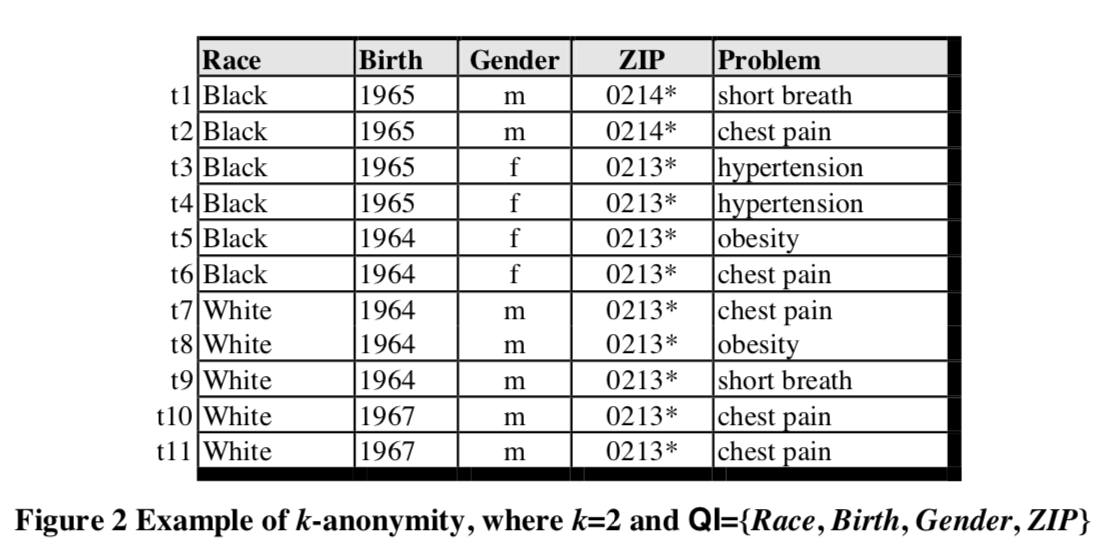 Race Birth Gender ZIP Problem
t1 Black 1965 m 0214* short breath
t2 Black 1965 m 0214* chest pain
t3 Black 1965 f 0213* hypertension
t4 Black 1965 f 0213* hypertension
t5 Black 1964 f 0213* obesity
t6 Black 1964 f 0213* chest pain
t7 White 1964 m 0213* chest pain
t8 White 1964 m 0213* obesity
t9 White 1964 m 0213* short breath
t10 White 1967 m 0213* chest pain
t11 White 1967 m 0213* chest pain
Figure 2 Example of k-anonymity, where k=2 and QI={Race, Birth, Gender, ZIP}